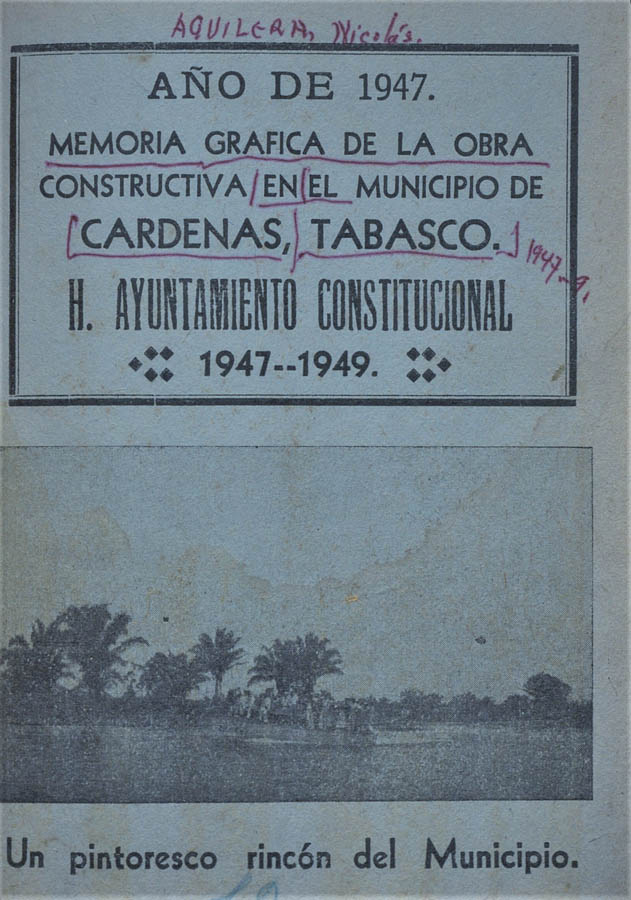 AQUILERA, Nicolás.
AÑO DE 1947.
MEMORIA GRAFICA DE LA OBRA
CONSTRUCTIVA EN EL MUNICIPIO DE
CARDENAS, TABASCO.
1947-9.
H. AYUNTAMIENTO CONSTITUCIONAL
1947--1949.
Un pintoresco rincón del Municipio.